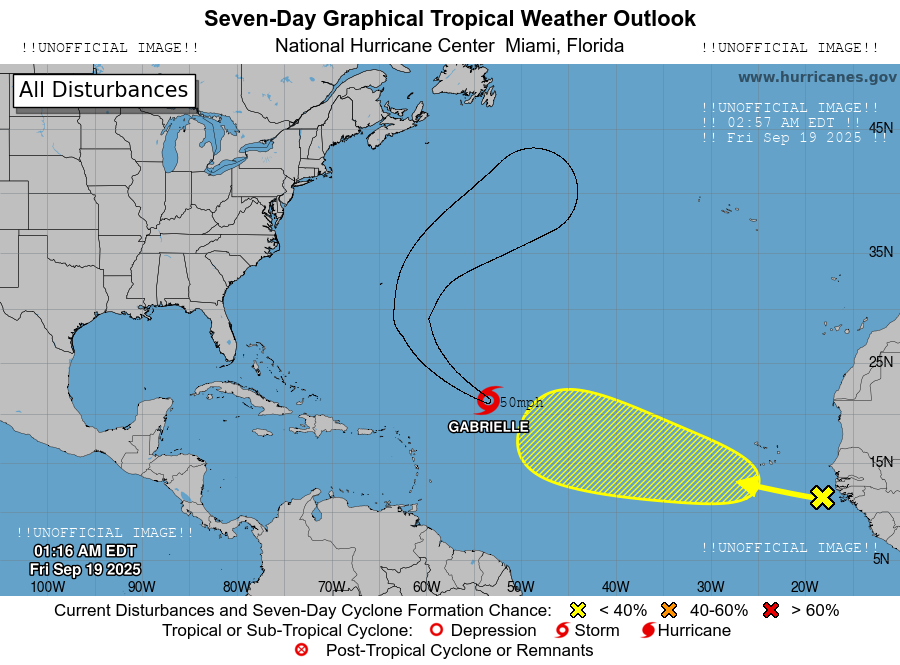 Seven-Day Graphical Tropical Weather Outlook
!!UNOFFICIAL IMAGE!! National Hurricane Center Miami, Florida !!UNOFFICIAL IMAGE!!
www.hurricanes.gov
All Disturbances
!!UNOFFICIAL IMAGE!!
!! 02:57 AM EDT !!
45N
!! Fri Sep 19 2025 !!
35N
25N
50mph
GABRIELLE
15N
!!UNOFFICIAL IMAGE!!
01:16 AM EDT
!!UNOFFICIAL IMAGE!!
5N
Fri Sep 19 2025
100W 90W 80W 70W 60W 50W 40W 30W 20W
Current Disturbances and Seven-Day Cyclone Formation Chance: < 40% 40-60% > 60%
Tropical or Sub-Tropical Cyclone: Depression Storm Hurricane
Post-Tropical Cyclone or Remnants